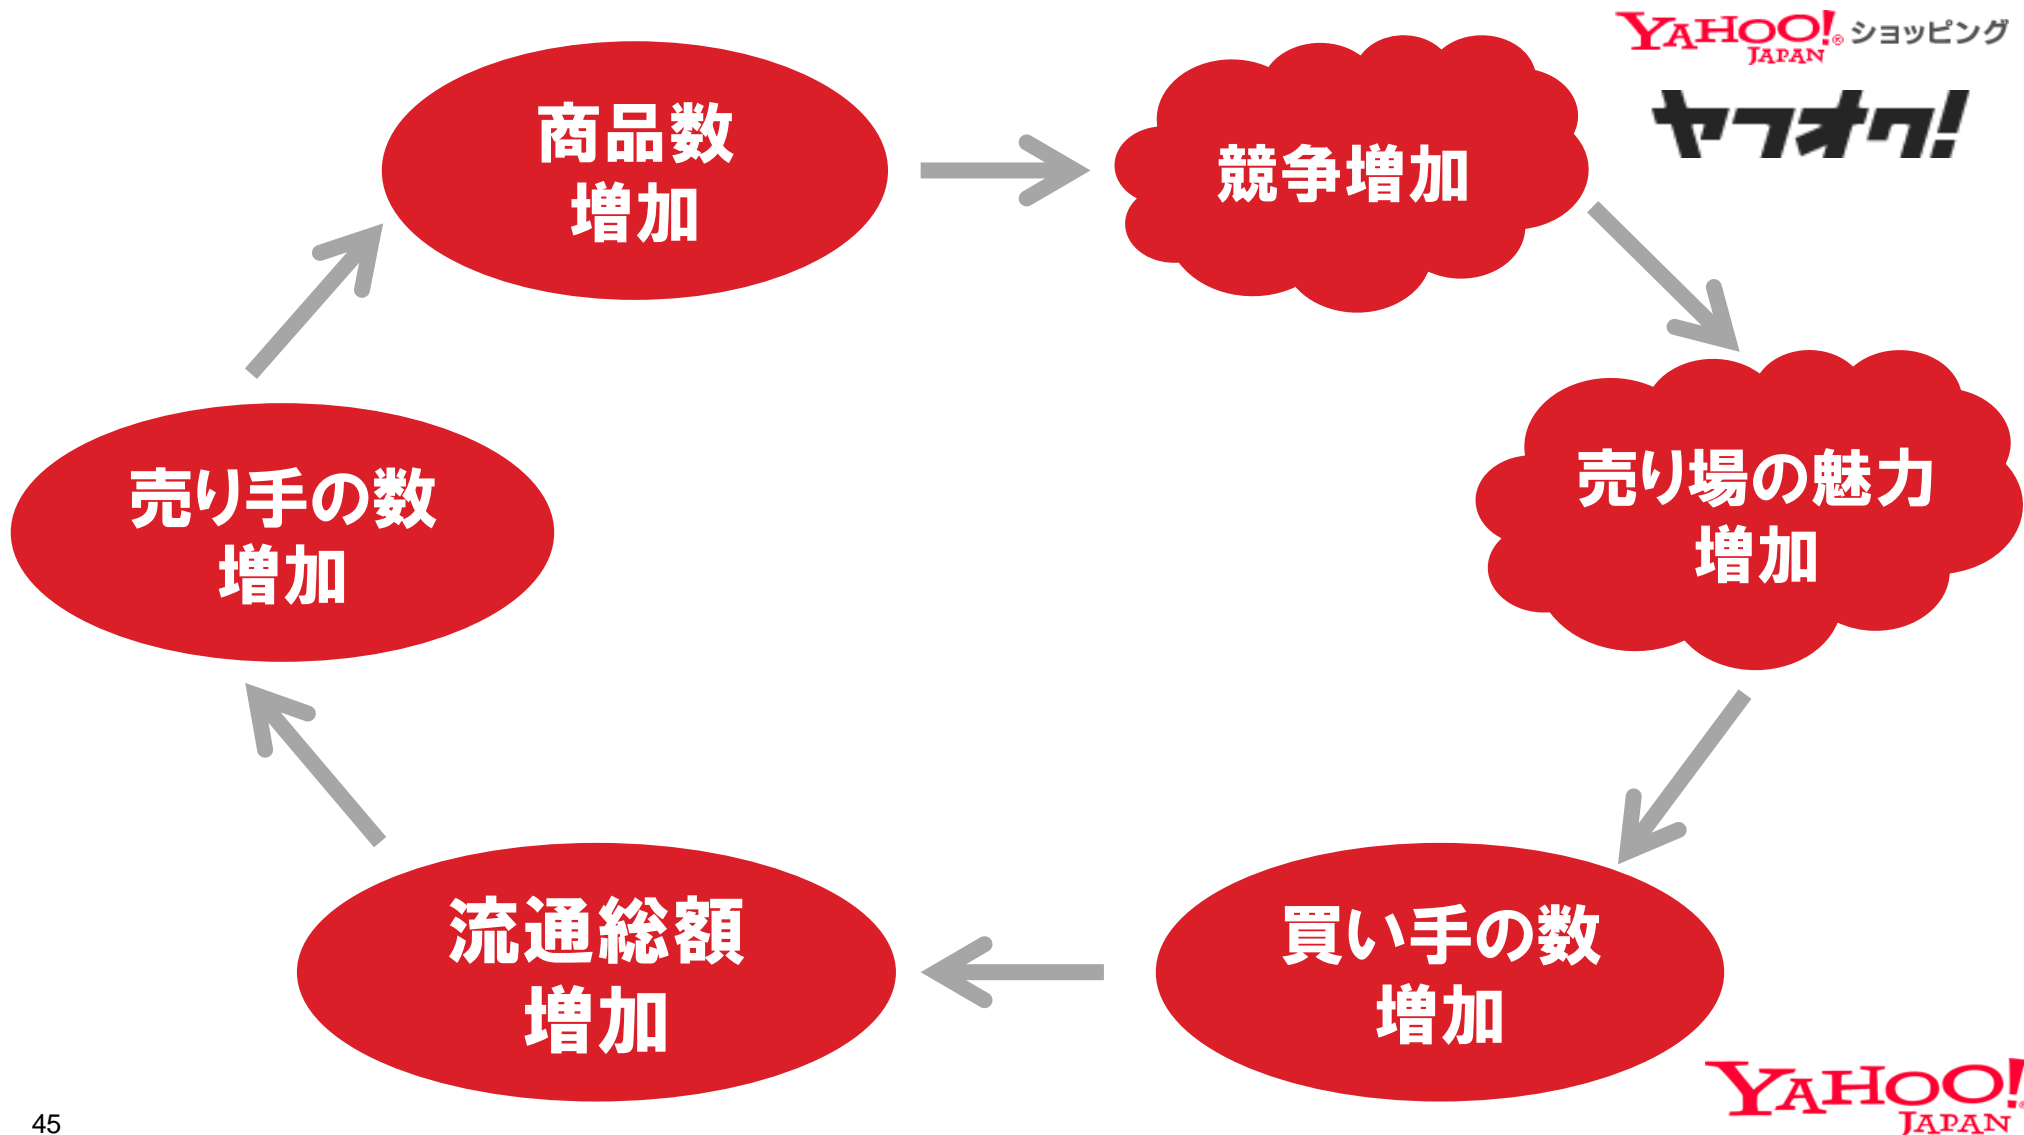 YAHOO!® ショッピング
JAPAN
ヤフオク!
商品数
増加
競争増加
売り場の魅力
増加
買い手の数
増加
流通総額
増加
売り手の数
増加
YAHOO!®
JAPAN
45